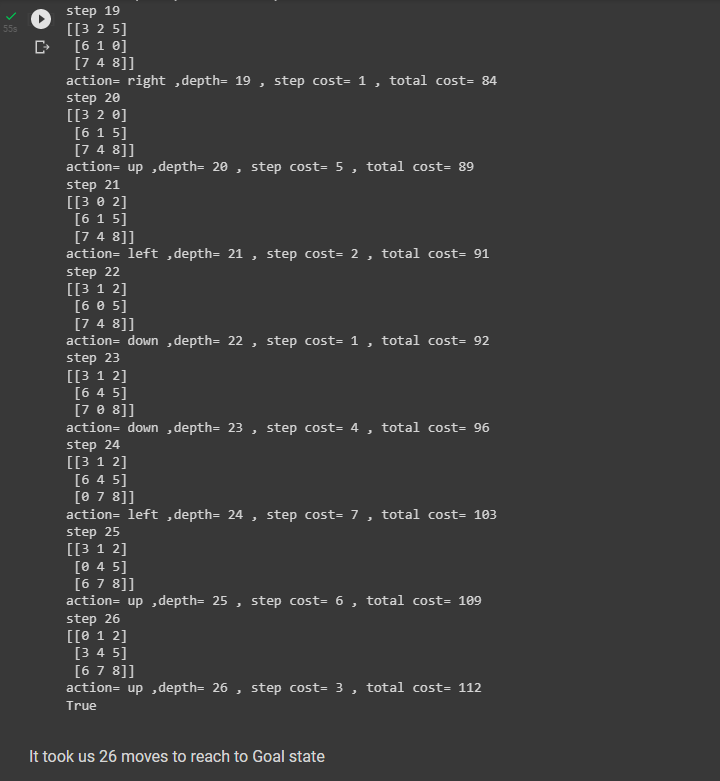 step 19
[[3 2 5]
 [6 1 0]
 [7 4 8]]
action= right ,depth= 19 , step cost= 1 , total cost= 84
step 20
[[3 2 0]
 [6 1 5]
 [7 4 8]]
action= up ,depth= 20 , step cost= 5 , total cost= 89
step 21
[[3 0 2]
 [6 1 5]
 [7 4 8]]
action= left ,depth= 21 , step cost= 2 , total cost= 91
step 22
[[3 1 2]
 [6 0 5]
 [7 4 8]]
action= down ,depth= 22 , step cost= 1 , total cost= 92
step 23
[[3 1 2]
 [6 4 5]
 [7 0 8]]
action= down ,depth= 23 , step cost= 4 , total cost= 96
step 24
[[3 1 2]
 [6 4 5]
 [0 7 8]]
action= left ,depth= 24 , step cost= 7 , total cost= 103
step 25
[[3 1 2]
 [0 4 5]
 [6 7 8]]
action= up ,depth= 25 , step cost= 6 , total cost= 109
step 26
[[0 1 2]
 [3 4 5]
 [6 7 8]]
action= up ,depth= 26 , step cost= 3 , total cost= 112
True
It took us 26 moves to reach to Goal state
55s